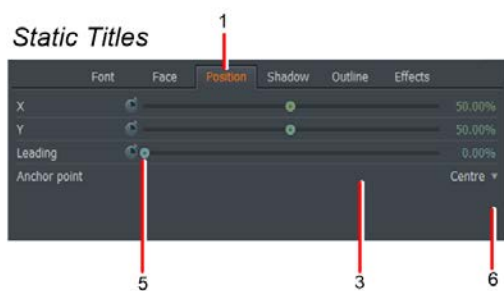 1
Static Titles
Font Face Position Shadow Outline Effects
X 50.00%
Y 50.00%
Leading 0.00%
Anchor point Centre
5 3 6